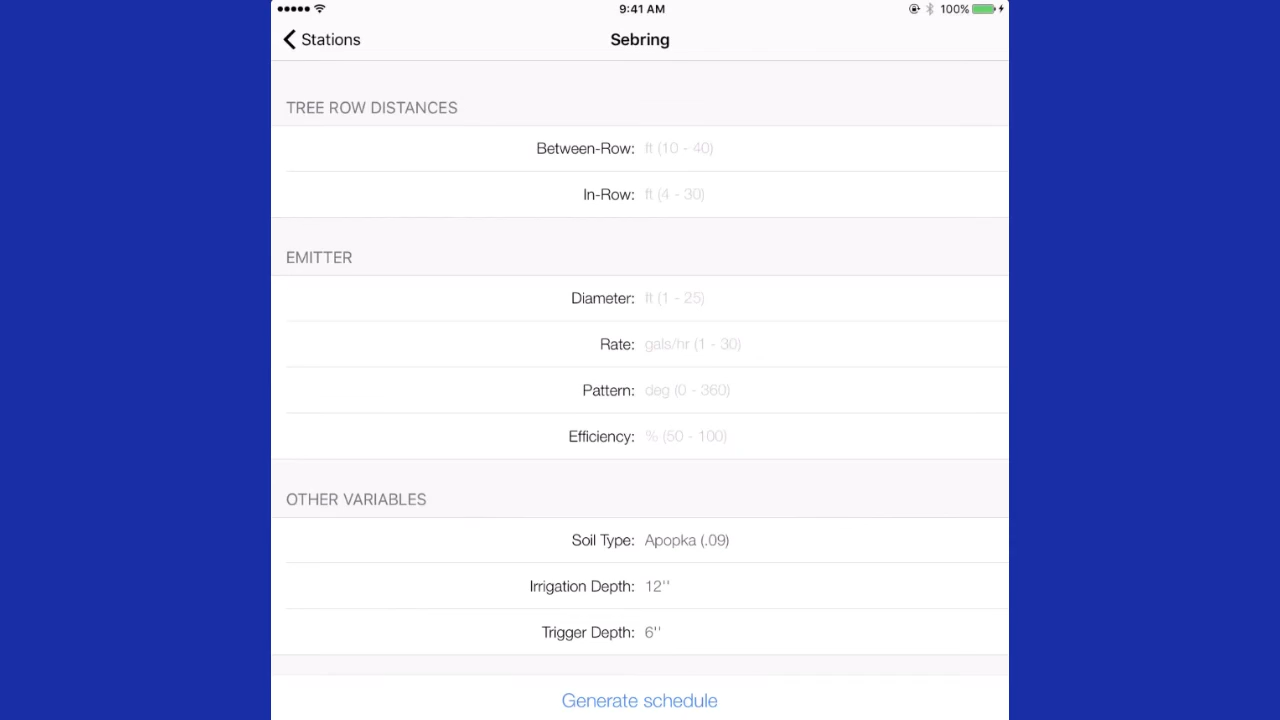 9:41 AM 100%
Stations Sebring
TREE ROW DISTANCES
Between-Row: ft (10 - 40)
In-Row: ft (4 - 30)
EMITTER
Diameter: ft (1 - 25)
Rate: gals/hr (1 - 30)
Pattern: deg (0 - 360)
Efficiency: % (50 - 100)
OTHER VARIABLES
Soil Type: Apopka (.09)
Irrigation Depth: 12''
Trigger Depth: 6''
Generate schedule